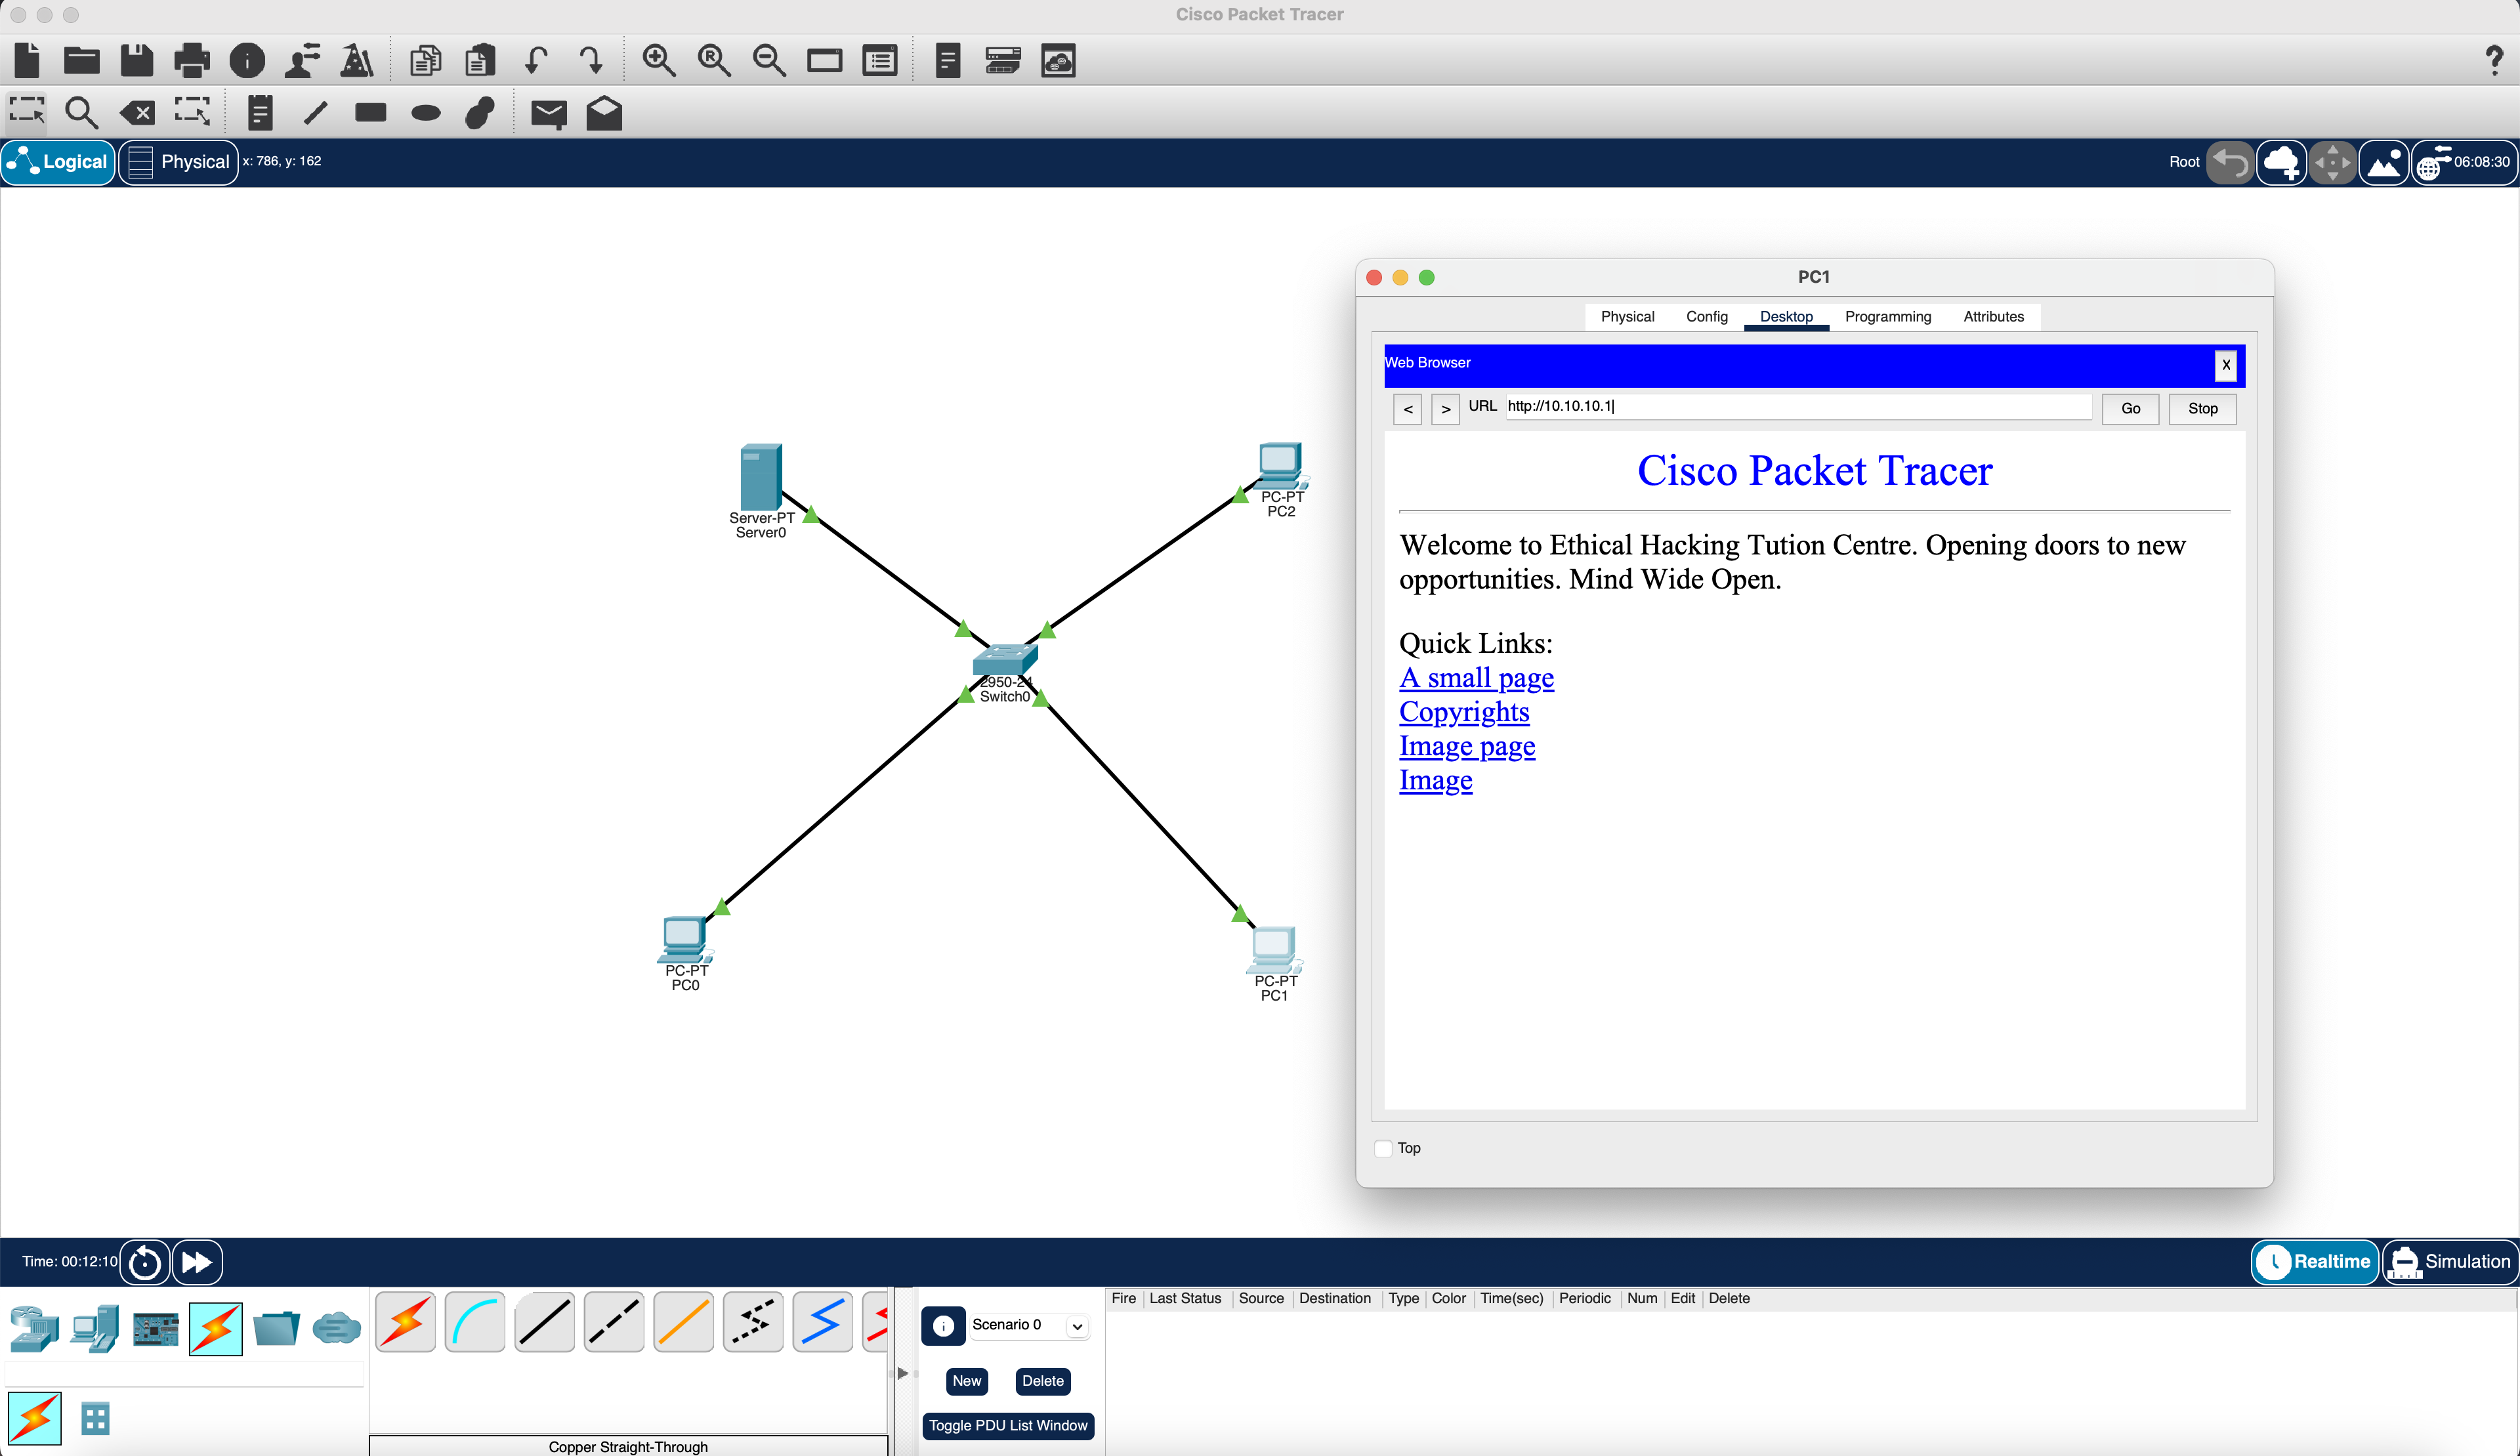 Cisco Packet Tracer
Logical
Physical
x: 786, y: 162
Root
06:08:30
Server-PT
Server0
PC-PT
PC2
2950-24
Switch0
PC-PT
PC0
PC-PT
PC1
PC1
Physical Config Desktop Programming Attributes
Web Browser
X
< > URL http://10.10.10.1 Go Stop
Cisco Packet Tracer
Welcome to Ethical Hacking Tution Centre. Opening doors to new
opportunities. Mind Wide Open.
Quick Links:
A small page
Copyrights
Image page
Image
Top
Time: 00:12:10
Realtime
Simulation
Scenario 0
New
Delete
Toggle PDU List Window
Fire Last Status Source Destination Type Color Time(sec) Periodic Num Edit Delete
Copper Straight-Through